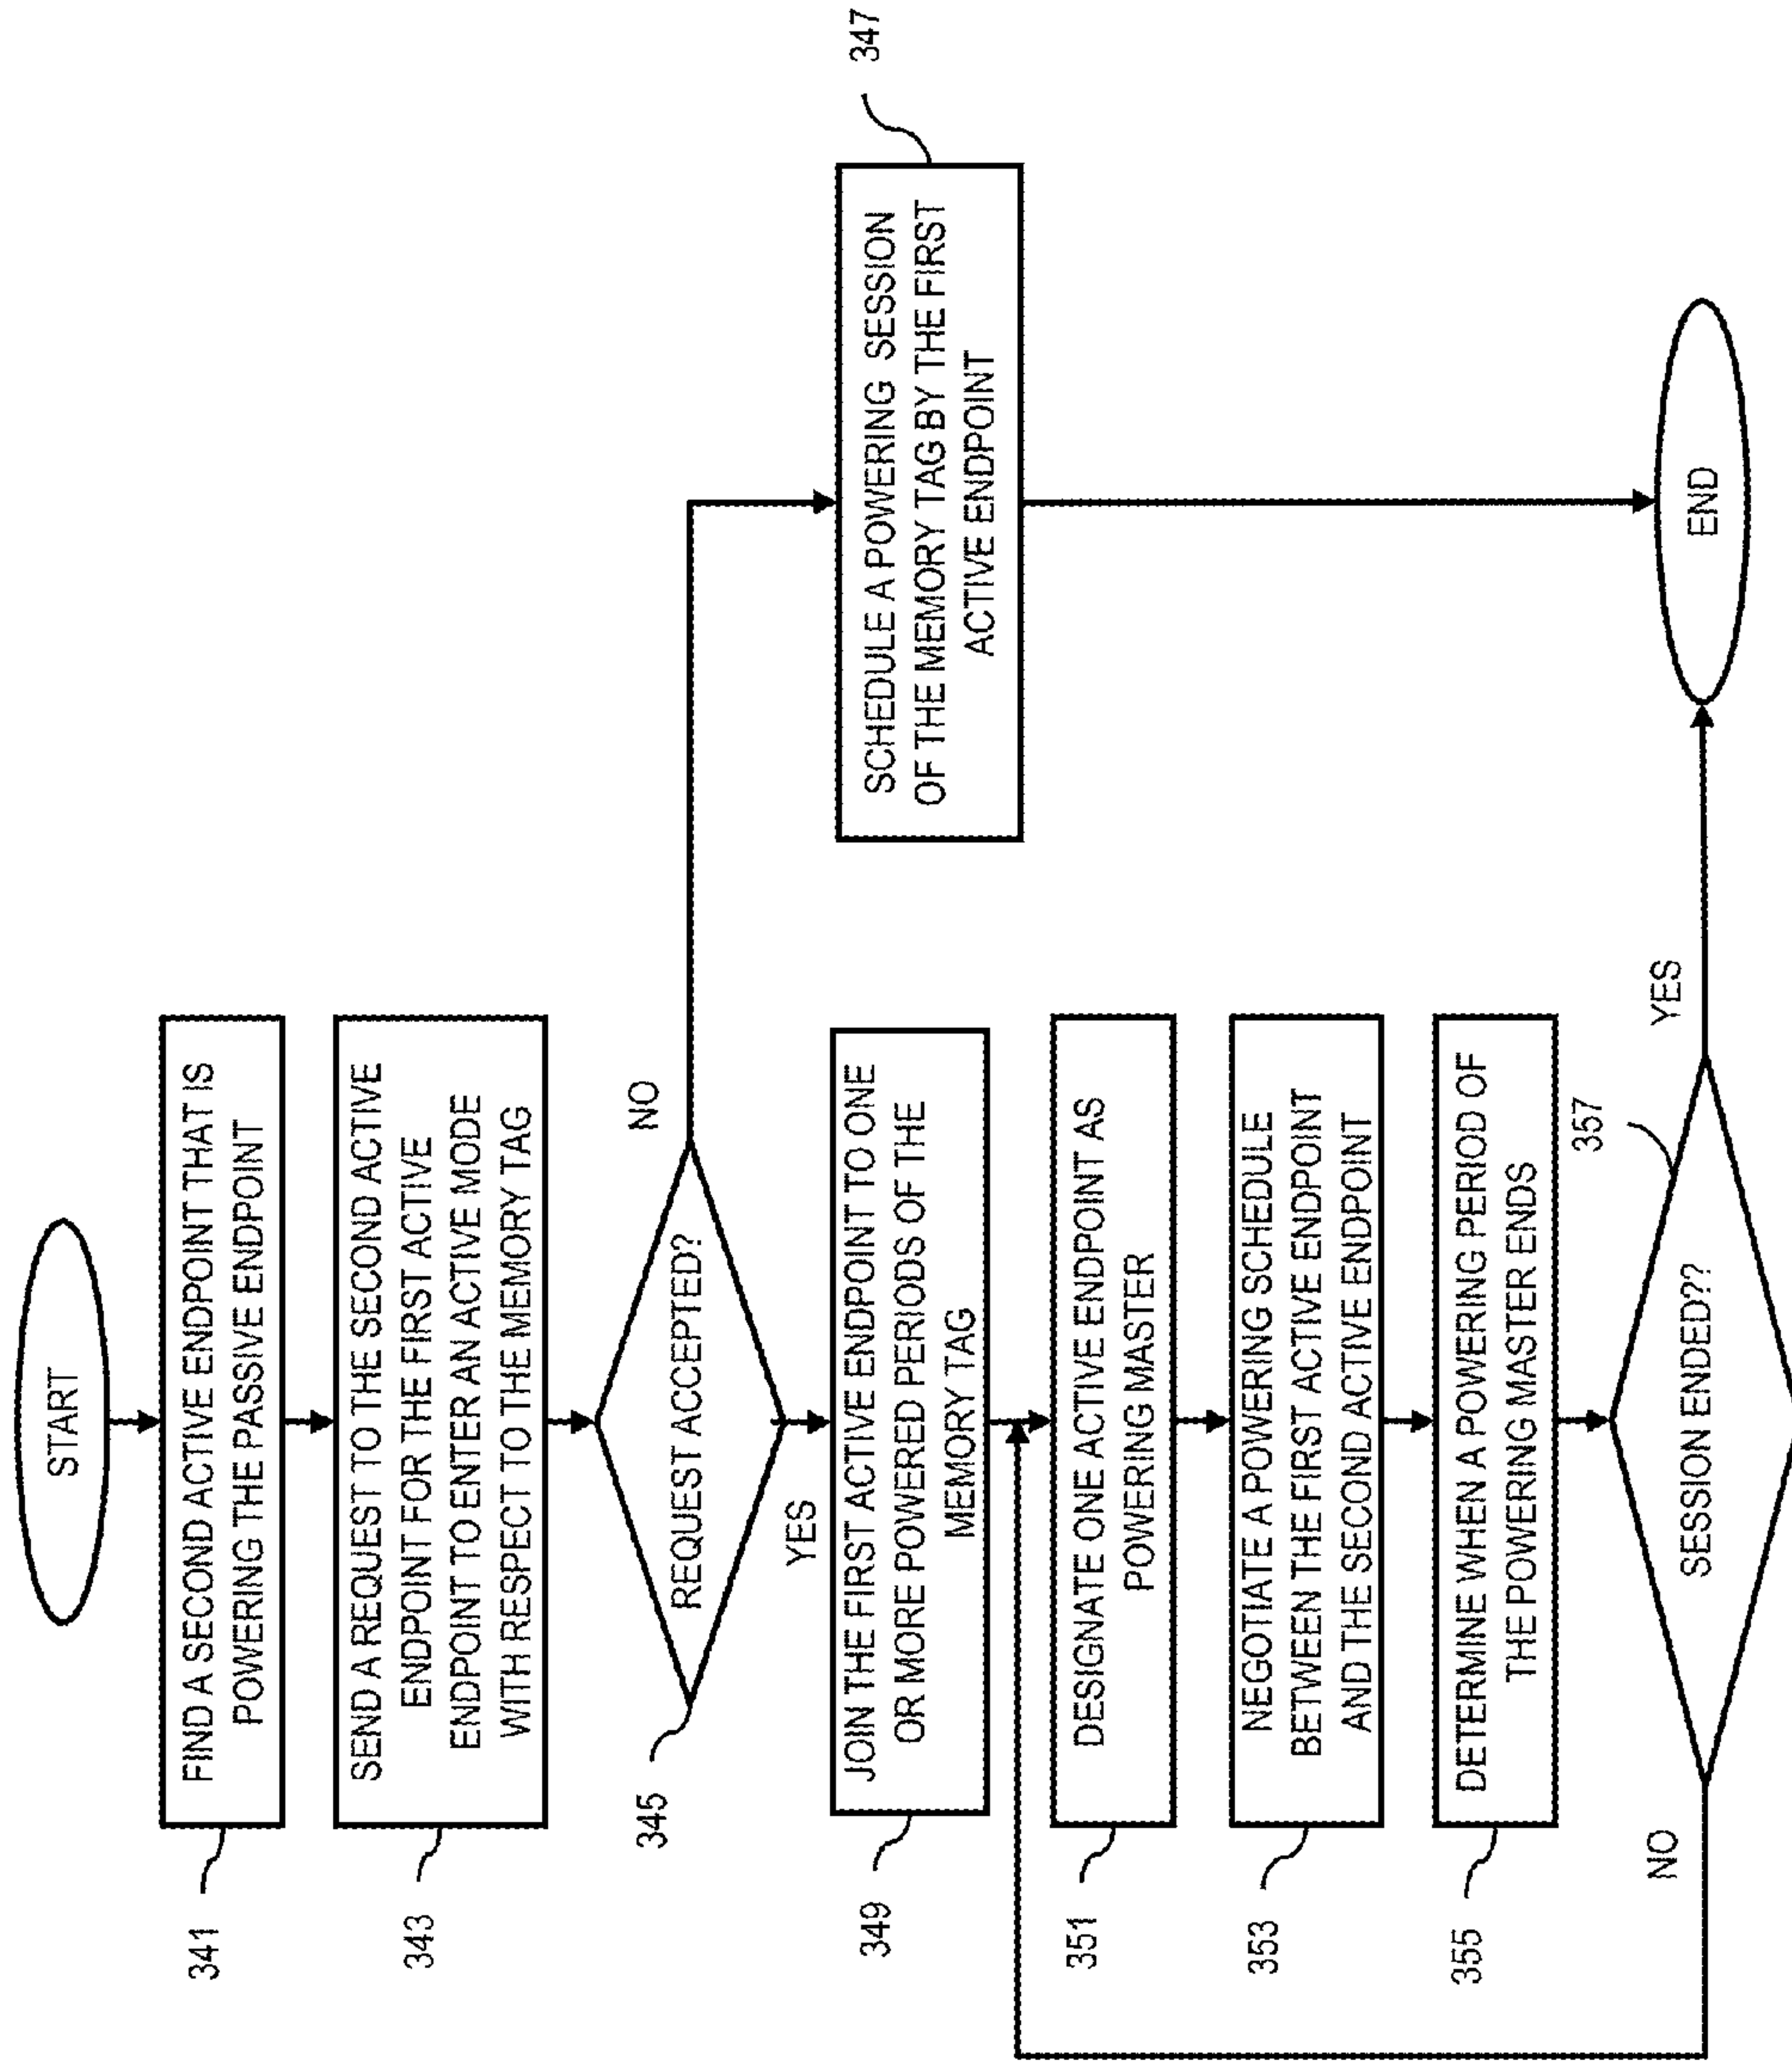 START
341
FIND A SECOND ACTIVE ENDPOINT THAT IS
POWERING THE PASSIVE ENDPOINT
343
SEND A REQUEST TO THE SECOND ACTIVE
ENDPOINT FOR THE FIRST ACTIVE
ENDPOINT TO ENTER AN ACTIVE MODE
WITH RESPECT TO THE MEMORY TAG
345
REQUEST ACCEPTED?
NO
YES
347
SCHEDULE A POWERING SESSION
OF THE MEMORY TAG BY THE FIRST
ACTIVE ENDPOINT
349
JOIN THE FIRST ACTIVE ENDPOINT TO ONE
OR MORE POWERED PERIODS OF THE
MEMORY TAG
351
DESIGNATE ONE ACTIVE ENDPOINT AS
POWERING MASTER
353
NEGOTIATE A POWERING SCHEDULE
BETWEEN THE FIRST ACTIVE ENDPOINT
AND THE SECOND ACTIVE ENDPOINT
355
DETERMINE WHEN A POWERING PERIOD OF
THE POWERING MASTER ENDS
357
NO
SESSION ENDED??
YES
END